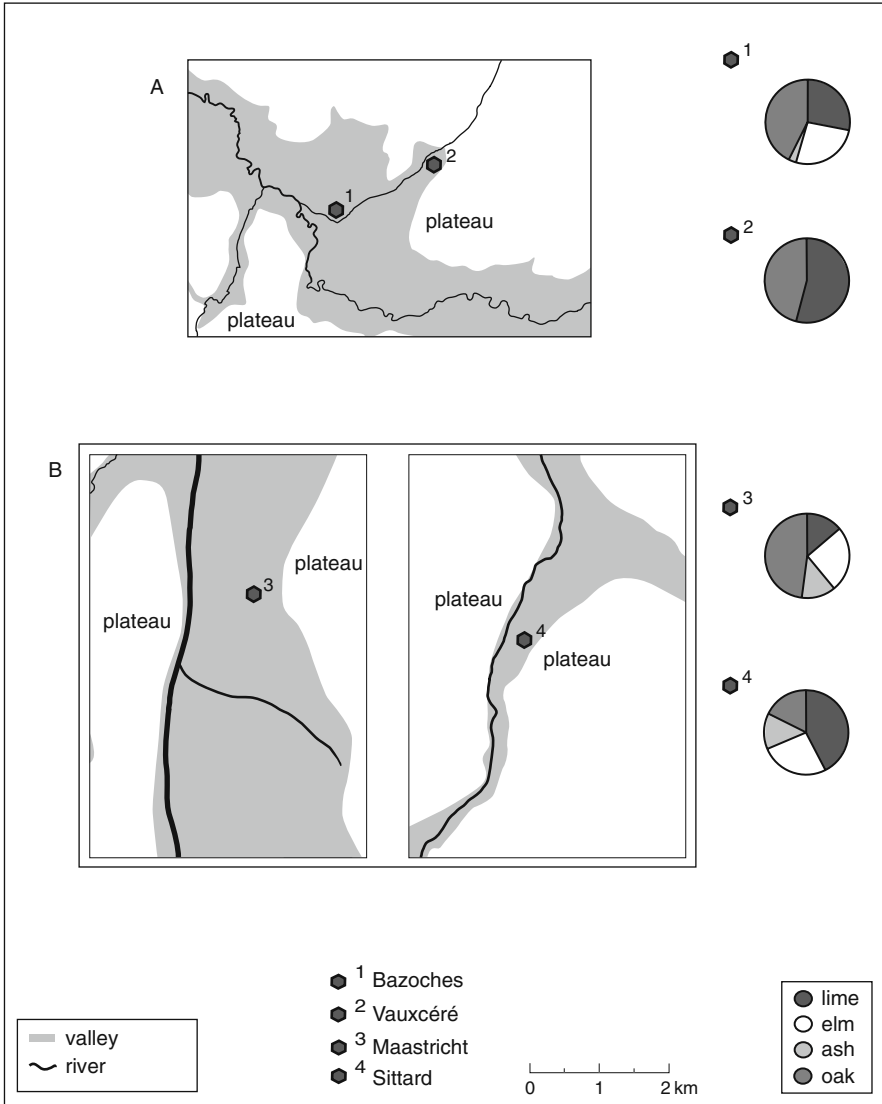 A
1
2
plateau
plateau
1
2
B
3
plateau
plateau
plateau
4
plateau
3
4
1 Bazoches
2 Vauxcéré
3 Maastricht
4 Sittard
valley
river
0 1 2 km
lime
elm
ash
oak